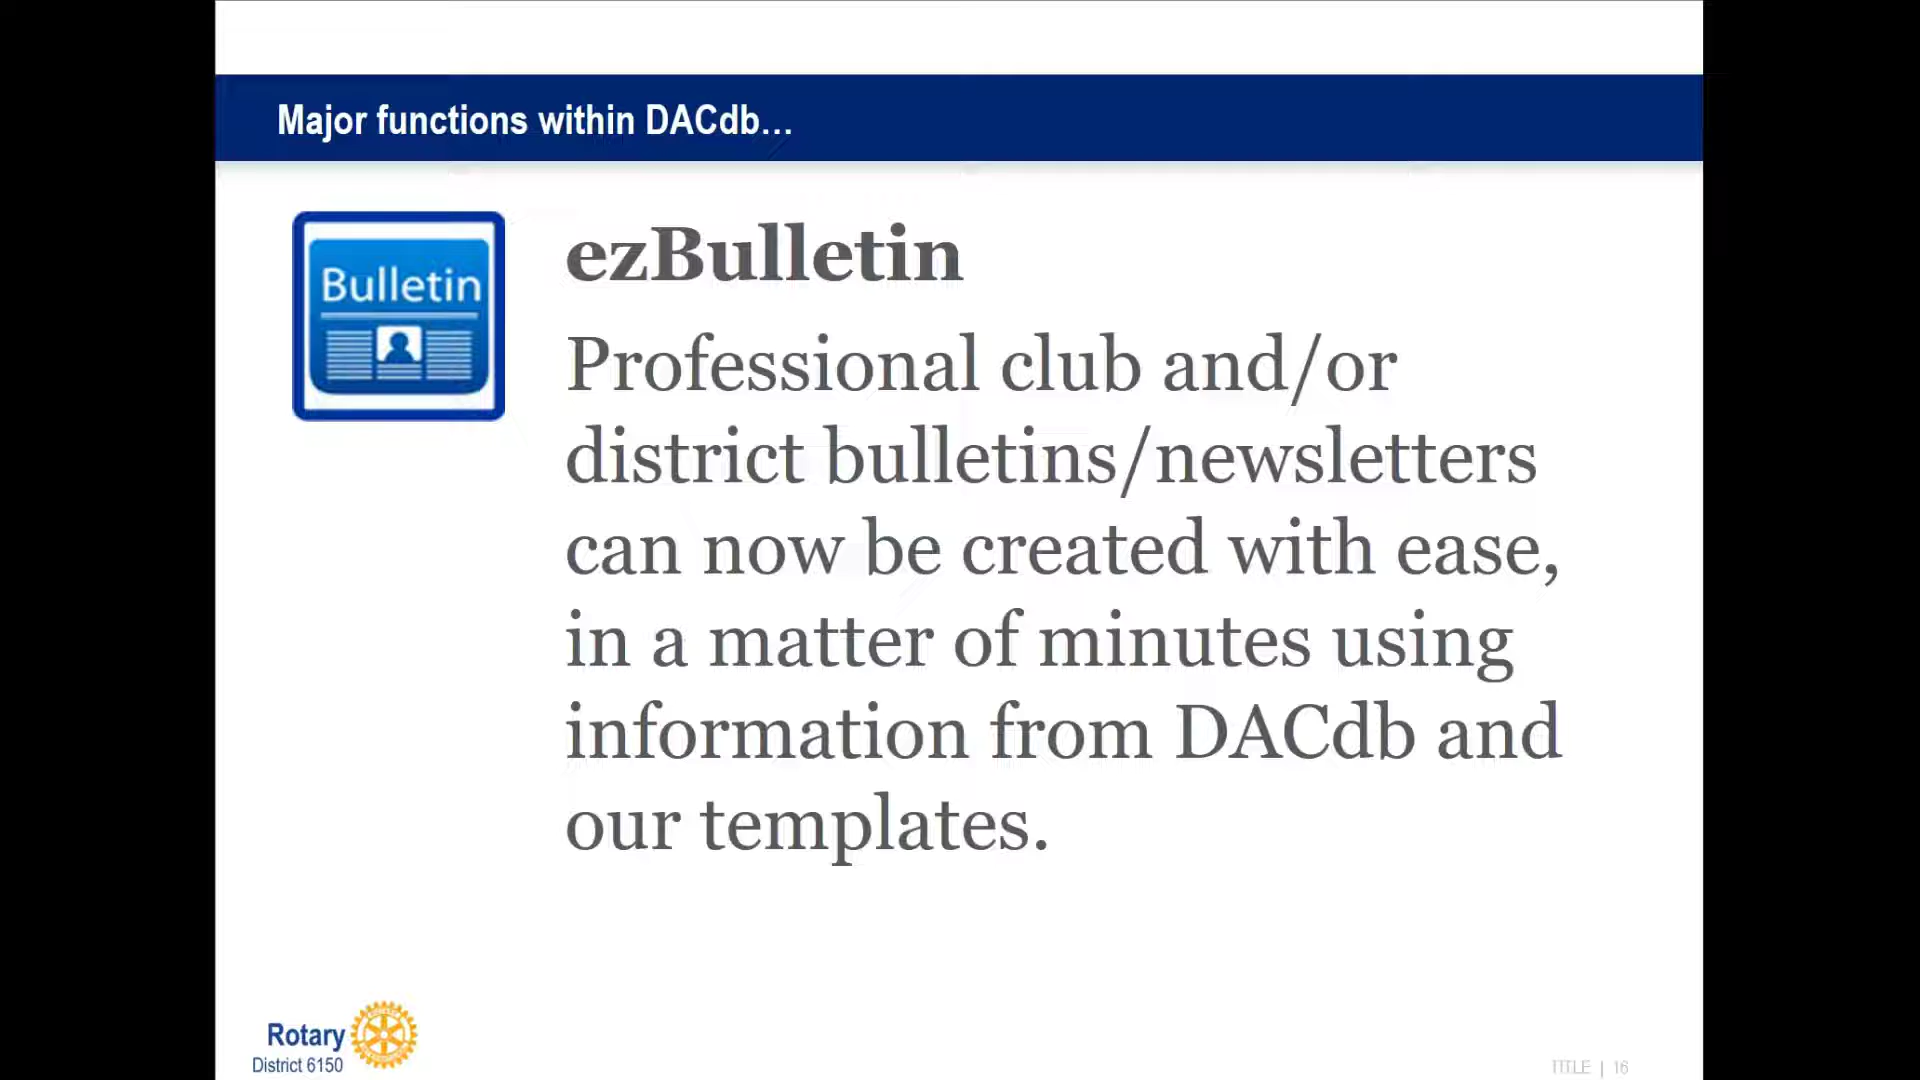 Major functions within DACdb...
Bulletin
ezBulletin
Professional club and/or
district bulletins/newsletters
can now be created with ease,
in a matter of minutes using
information from DACdb and
our templates.
Rotary
District 6150
TITLE | 16